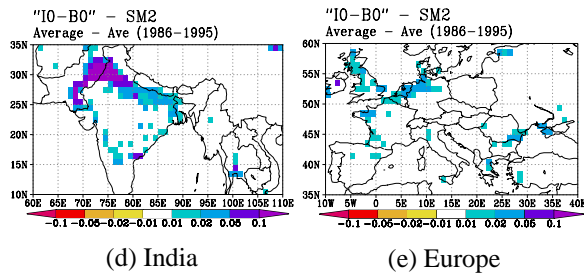 "I0-B0" - SM2
Average - Ave (1986-1995)
35N
30N
25N
20N
15N
10N
60E 65E 70E 75E 80E 85E 90E 95E 100E 105E 110E
-0.1 -0.05 -0.02 -0.01 0.01 0.02 0.05 0.1
(d) India
"I0-B0" - SM2
Average - Ave (1986-1995)
60N
55N
50N
45N
40N
35N
10W 5W 0 5E 10E 15E 20E 25E 30E 35E 40E
-0.1 -0.05 -0.02 -0.01 0.01 0.02 0.05 0.1
(e) Europe